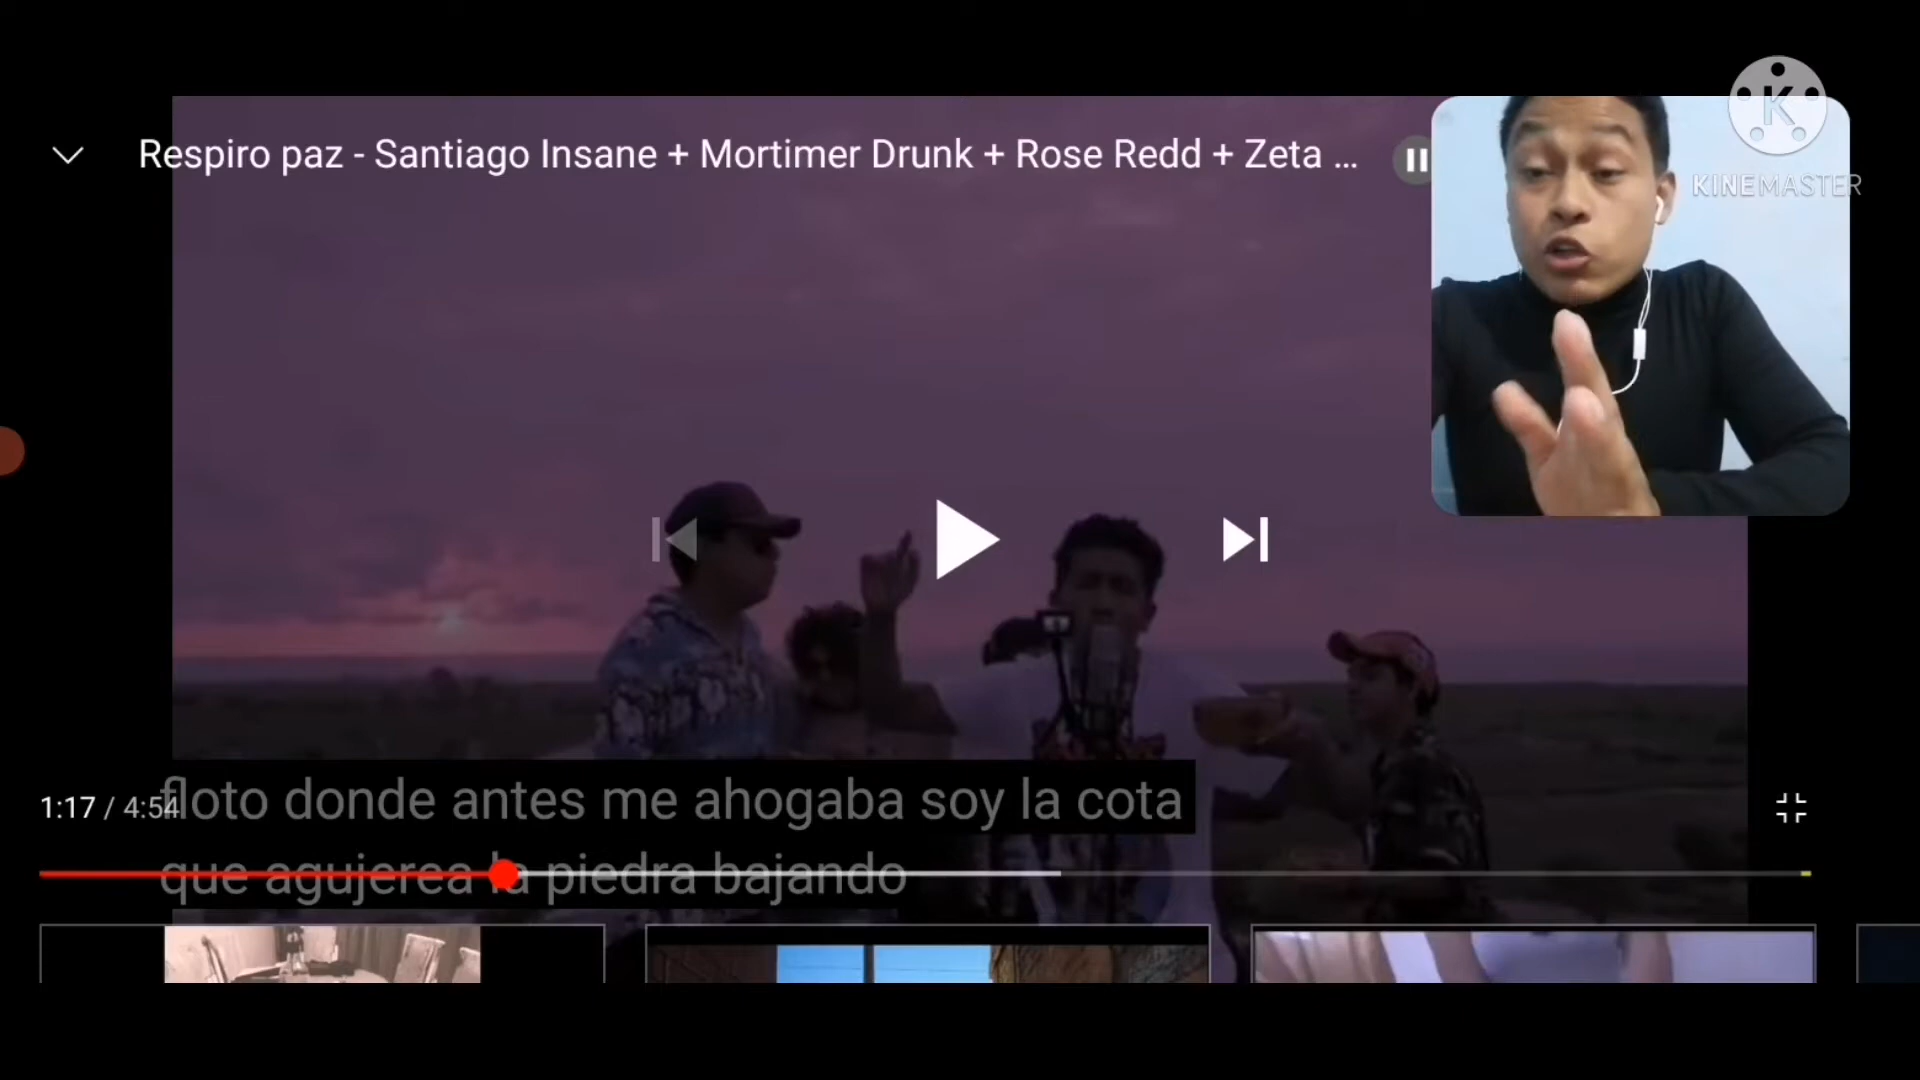 Respiro paz - Santiago Insane + Mortimer Drunk + Rose Redd + Zeta ...
K
KINEMASTER
floto donde antes me ahogaba soy la cota
1:17 / 4:54
que agujerea la piedra bajando